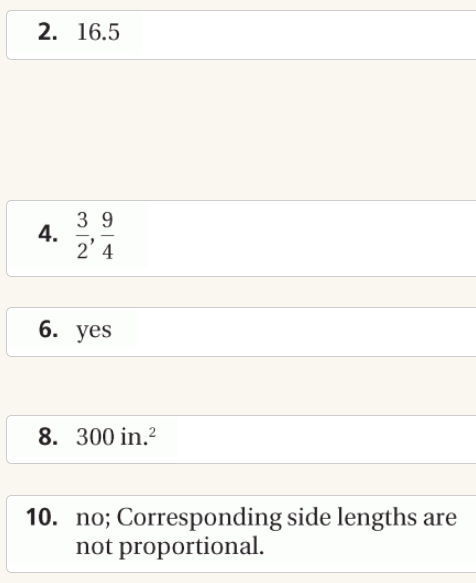 2. 16.5
4. 3/2, 9/4
6. yes
8. 300 in.²
10. no; Corresponding side lengths are
not proportional.